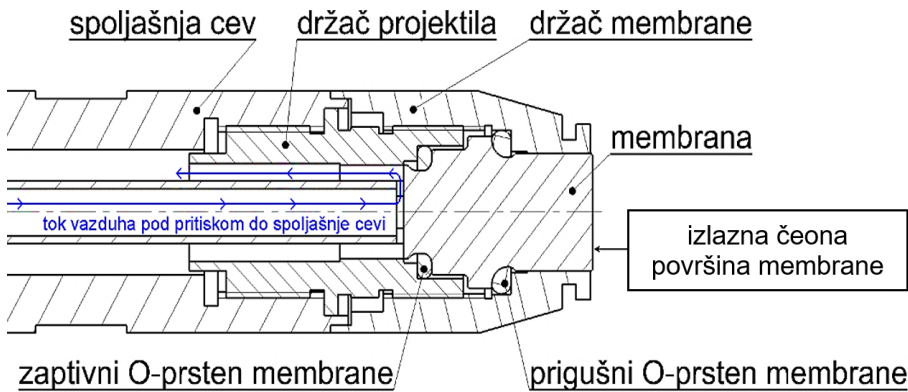 spoljašnja cev
držač projektila
držač membrane
membrana
tok vazduha pod pritiskom do spoljašnje cevi
izlazna čeona
površina membrane
zaptivni O-prsten membrane
prigušni O-prsten membrane